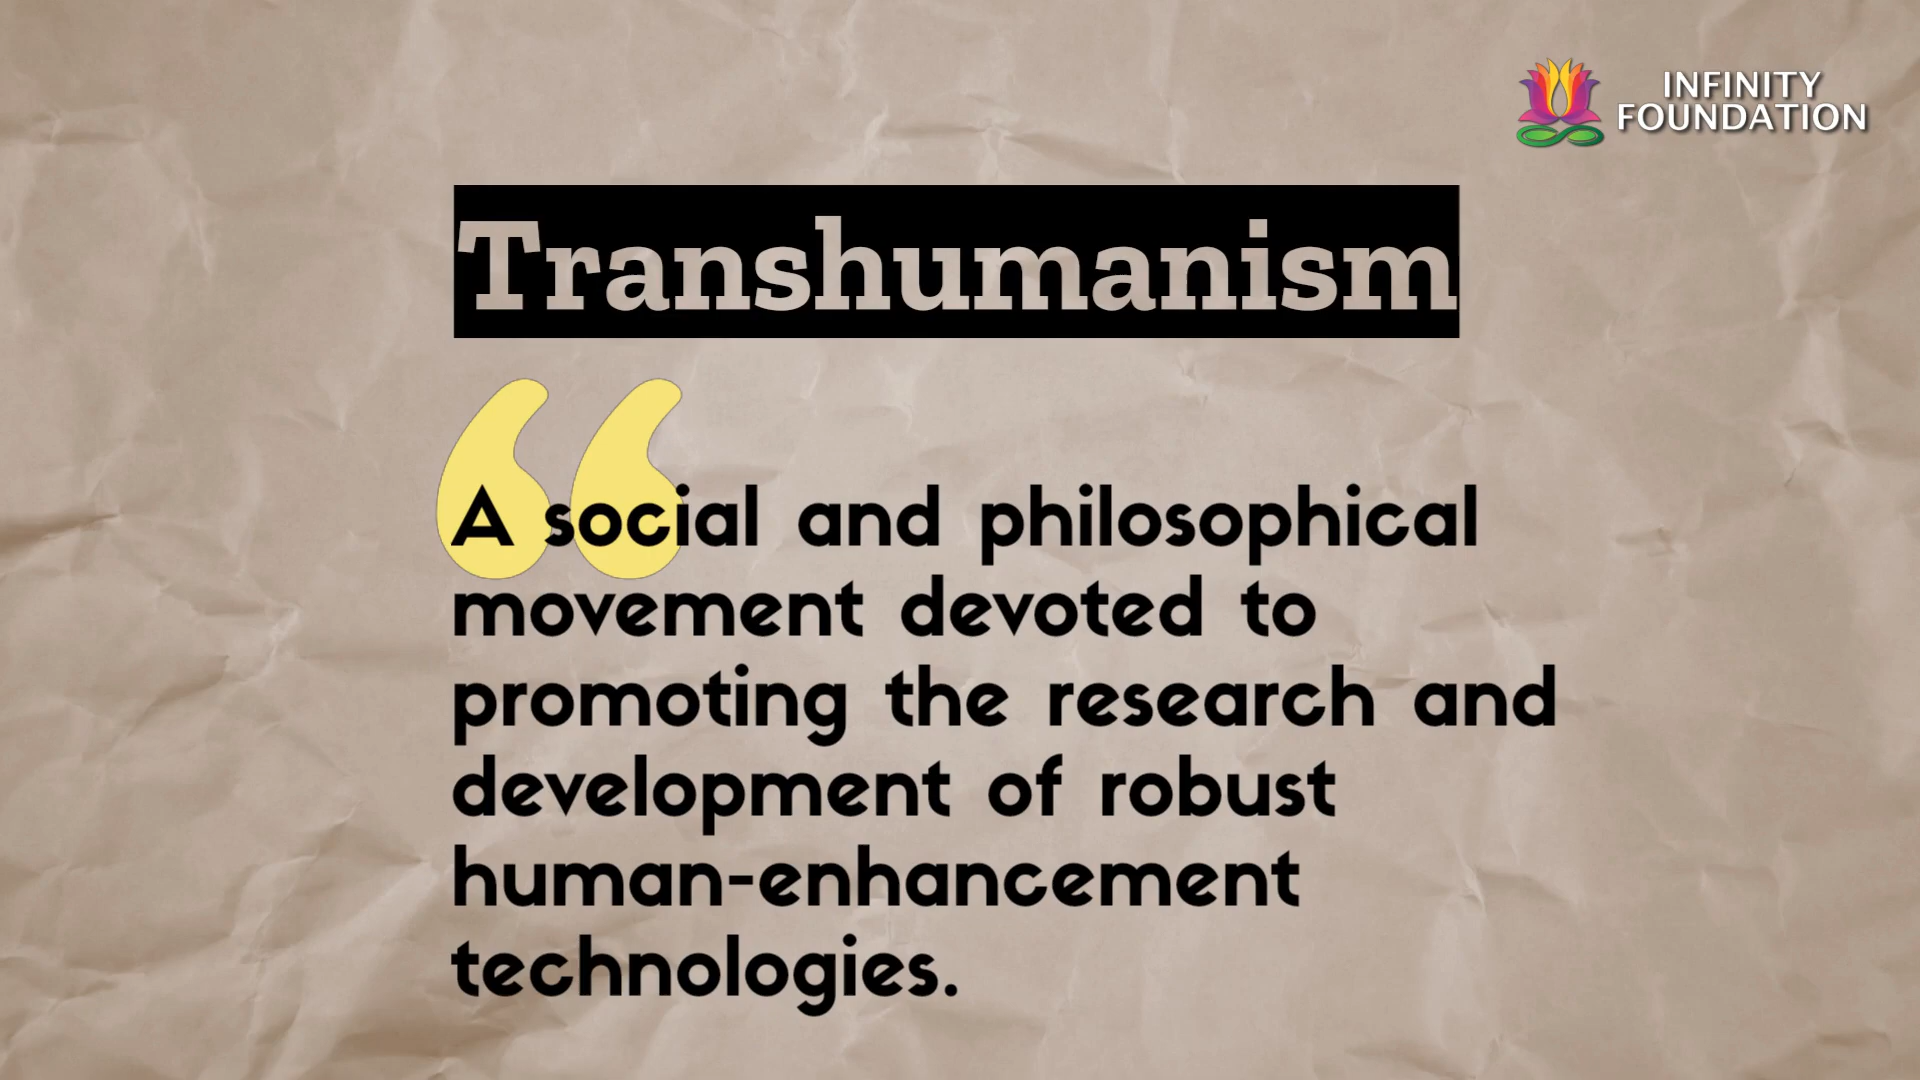 INFINITY
FOUNDATION
Transhumanism
“
A social and philosophical
movement devoted to
promoting the research and
development of robust
human-enhancement
technologies.